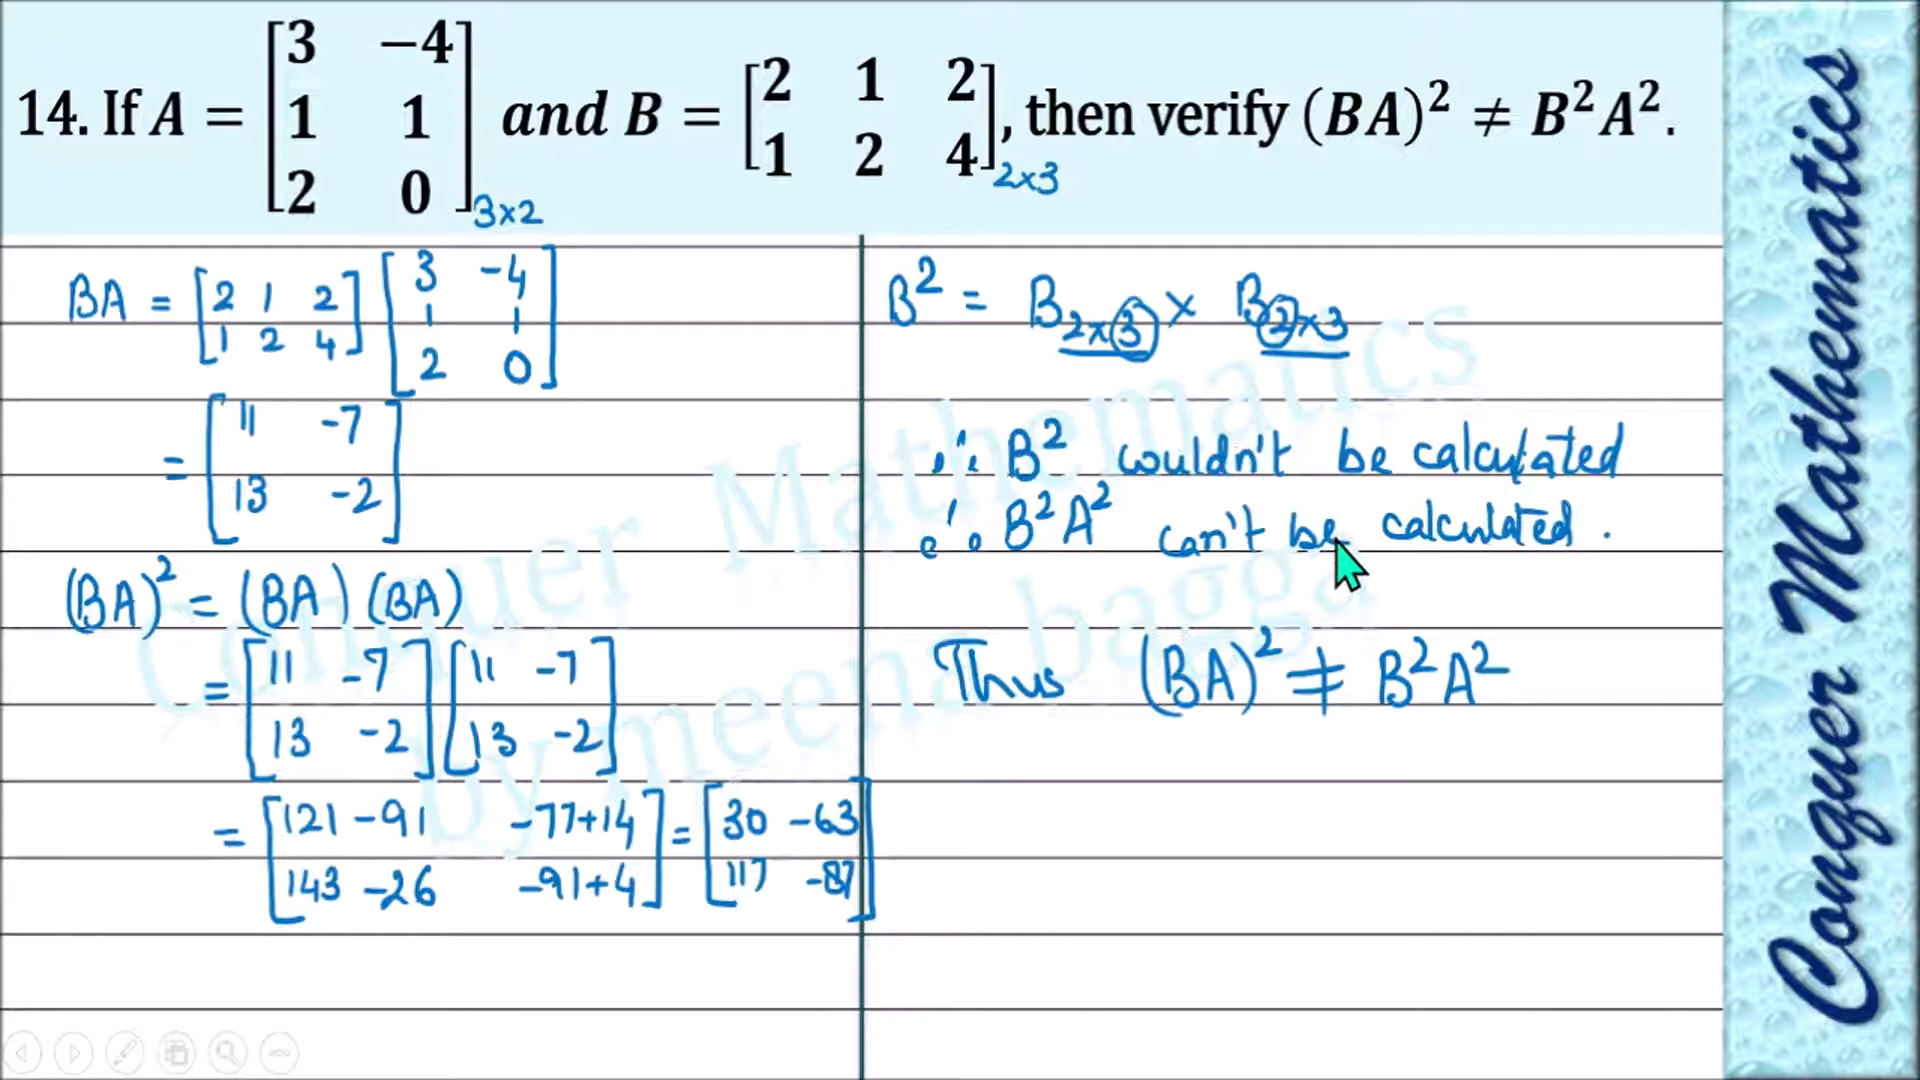 14. If A = [3 −4; 1 1; 2 0] and B = [2 1 2; 1 2 4], then verify (BA)² ≠ B²A².
3×2
2×3
BA = [2 1 2; 1 2 4] [3 -4; 1 1; 2 0]
= [11 -7; 13 -2]
(BA)² = (BA) (BA)
= [11 -7; 13 -2] [11 -7; 13 -2]
= [121-91 -77+14; 143-26 -91+4] = [30 -63; 117 -87]
B² = B 2×3 × B 2×3
∴ B² couldn't be calculated
∴ B²A² can't be calculated.
Thus (BA)² ≠ B²A²
Conquer Mathematics
by meena bagga
Conquer Mathematics